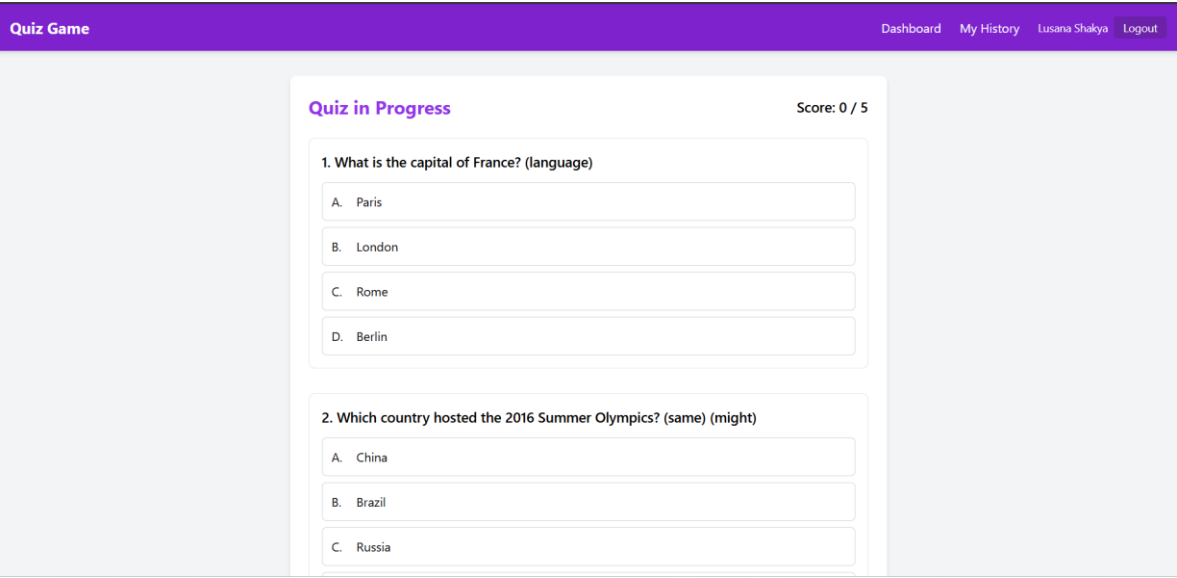 Quiz Game
Dashboard My History Lusana Shakya Logout
Quiz in Progress
Score: 0 / 5
1. What is the capital of France? (language)
A. Paris
B. London
C. Rome
D. Berlin
2. Which country hosted the 2016 Summer Olympics? (same) (might)
A. China
B. Brazil
C. Russia